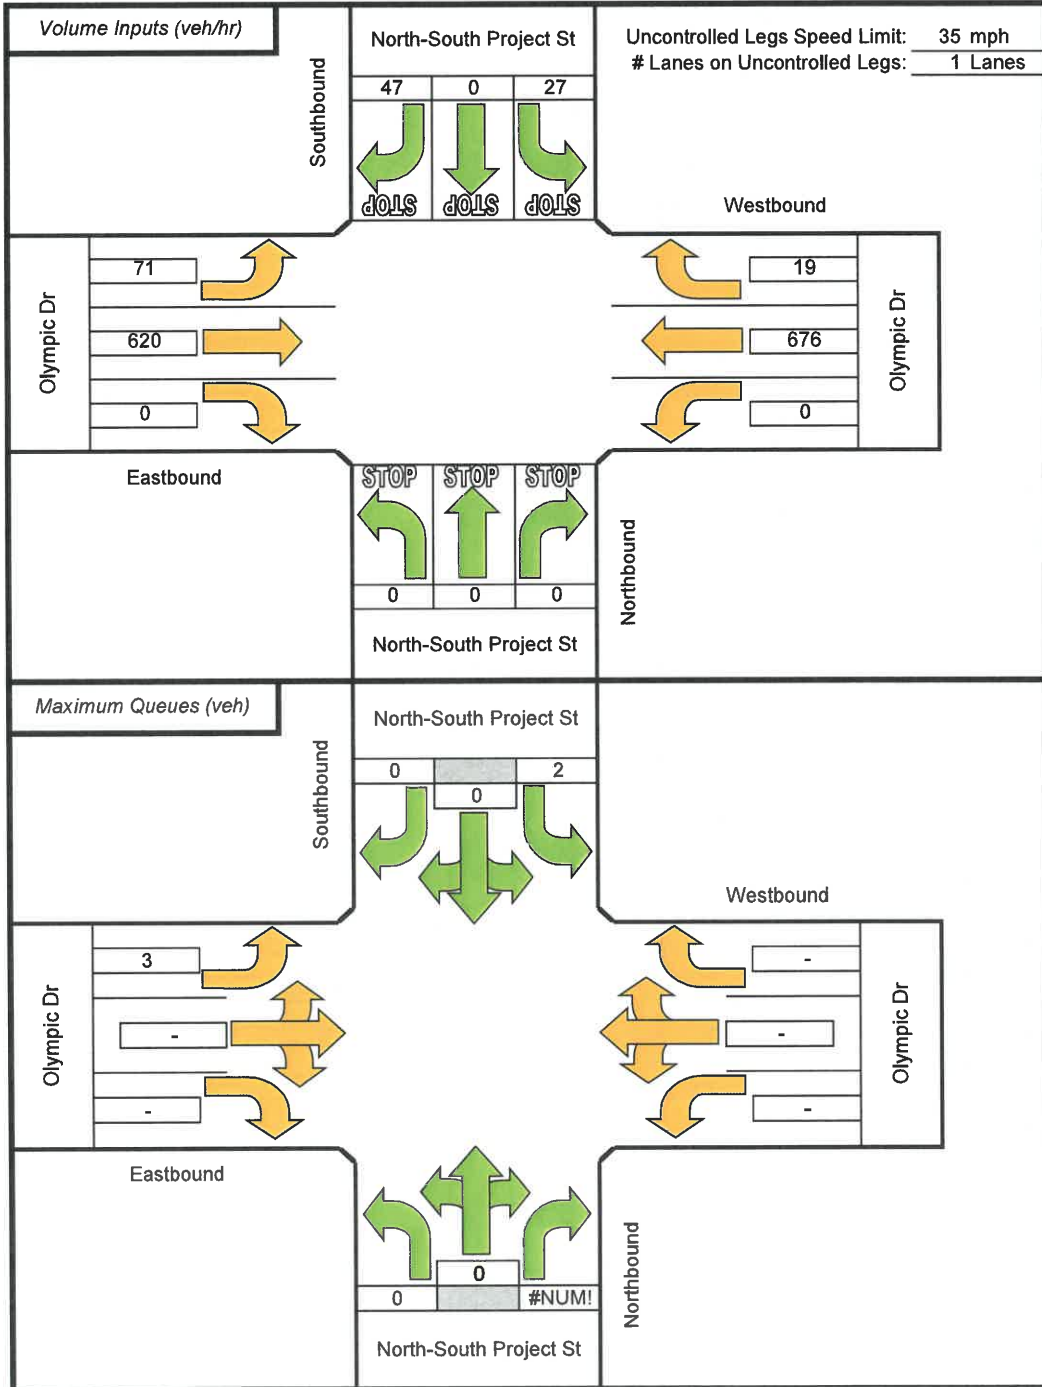 Volume Inputs (veh/hr)
North-South Project St
Uncontrolled Legs Speed Limit: 35 mph
# Lanes on Uncontrolled Legs: 1 Lanes
Southbound
47 0 27
STOP STOP STOP
Westbound
Olympic Dr
71
620
0
19
676
0
Olympic Dr
Eastbound
STOP STOP STOP
Northbound
0 0 0
North-South Project St
Maximum Queues (veh)
North-South Project St
Southbound
0 2
0
Westbound
Olympic Dr
3
-
-
-
-
-
Olympic Dr
Eastbound
Northbound
0
0 #NUM!
North-South Project St